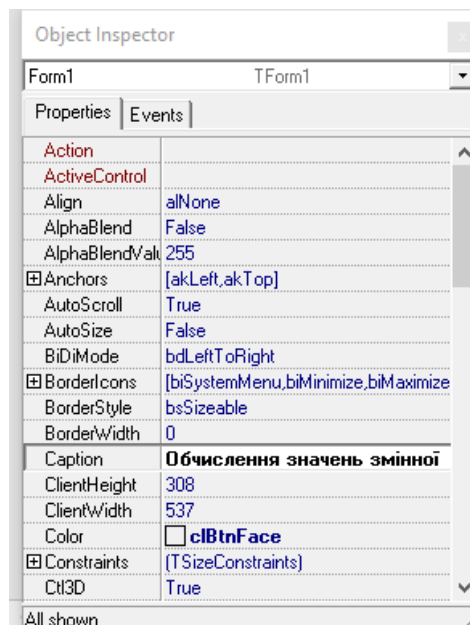 Object Inspector
Form1 TForm1
Properties Events
Action
ActiveControl
Align alNone
AlphaBlend False
AlphaBlendValu 255
Anchors [akLeft,akTop]
AutoScroll True
AutoSize False
BiDiMode bdLeftToRight
BorderIcons [biSystemMenu,biMinimize,biMaximize
BorderStyle bsSizeable
BorderWidth 0
Caption Обчислення значень змінної
ClientHeight 308
ClientWidth 537
Color clBtnFace
Constraints (TSizeConstraints)
Ctl3D True
All shown